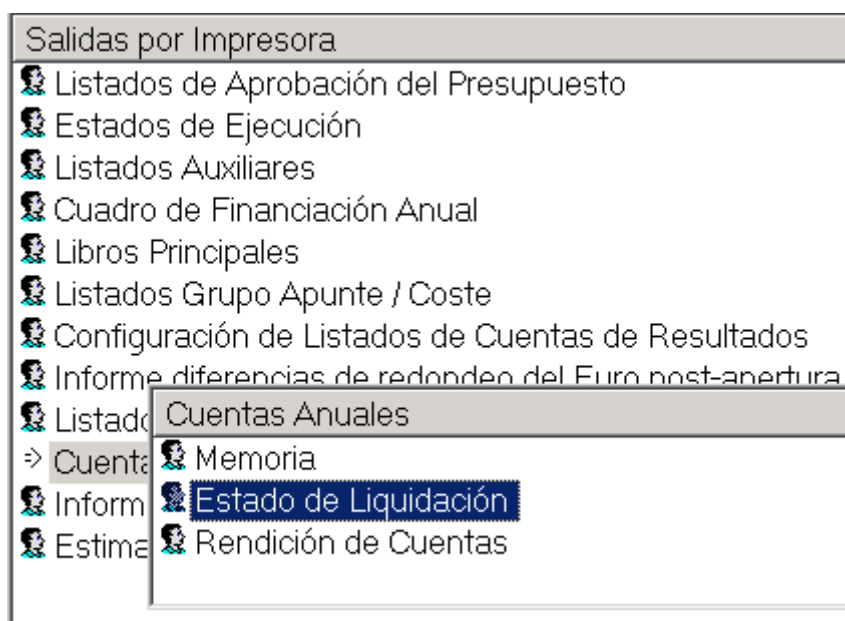 Salidas por Impresora
Listados de Aprobación del Presupuesto
Estados de Ejecución
Listados Auxiliares
Cuadro de Financiación Anual
Libros Principales
Listados Grupo Apunte / Coste
Configuración de Listados de Cuentas de Resultados
Informe diferencias de redondeo del Euro post-apertura
Cuentas Anuales
Memoria
Estado de Liquidación
Rendición de Cuentas